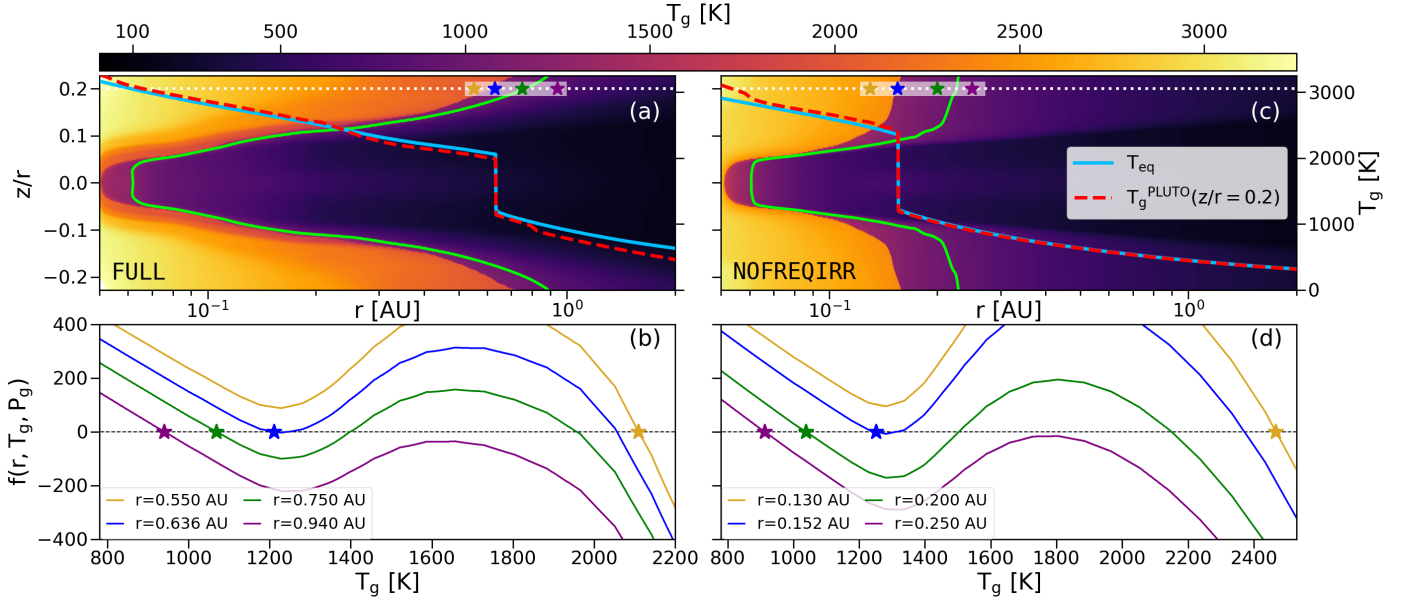 T_g [K]
100 500 1000 1500 2000 2500 3000
0.2
0.1
0.0
−0.1
−0.2
z/r
(a)
FULL
10⁻¹ r [AU] 10⁰
(c)
NOFREQIRR
T_eq
T_g^PLUTO(z/r = 0.2)
3000
2000
1000
0
T_g [K]
10⁻¹ r [AU] 10⁰
400
200
0
−200
−400
f(r, T_g, P_g)
(b)
r=0.550 AU r=0.750 AU
r=0.636 AU r=0.940 AU
800 1000 1200 1400 1600 1800 2000 2200
T_g [K]
(d)
r=0.130 AU r=0.200 AU
r=0.152 AU r=0.250 AU
800 1000 1200 1400 1600 1800 2000 2200 2400
T_g [K]